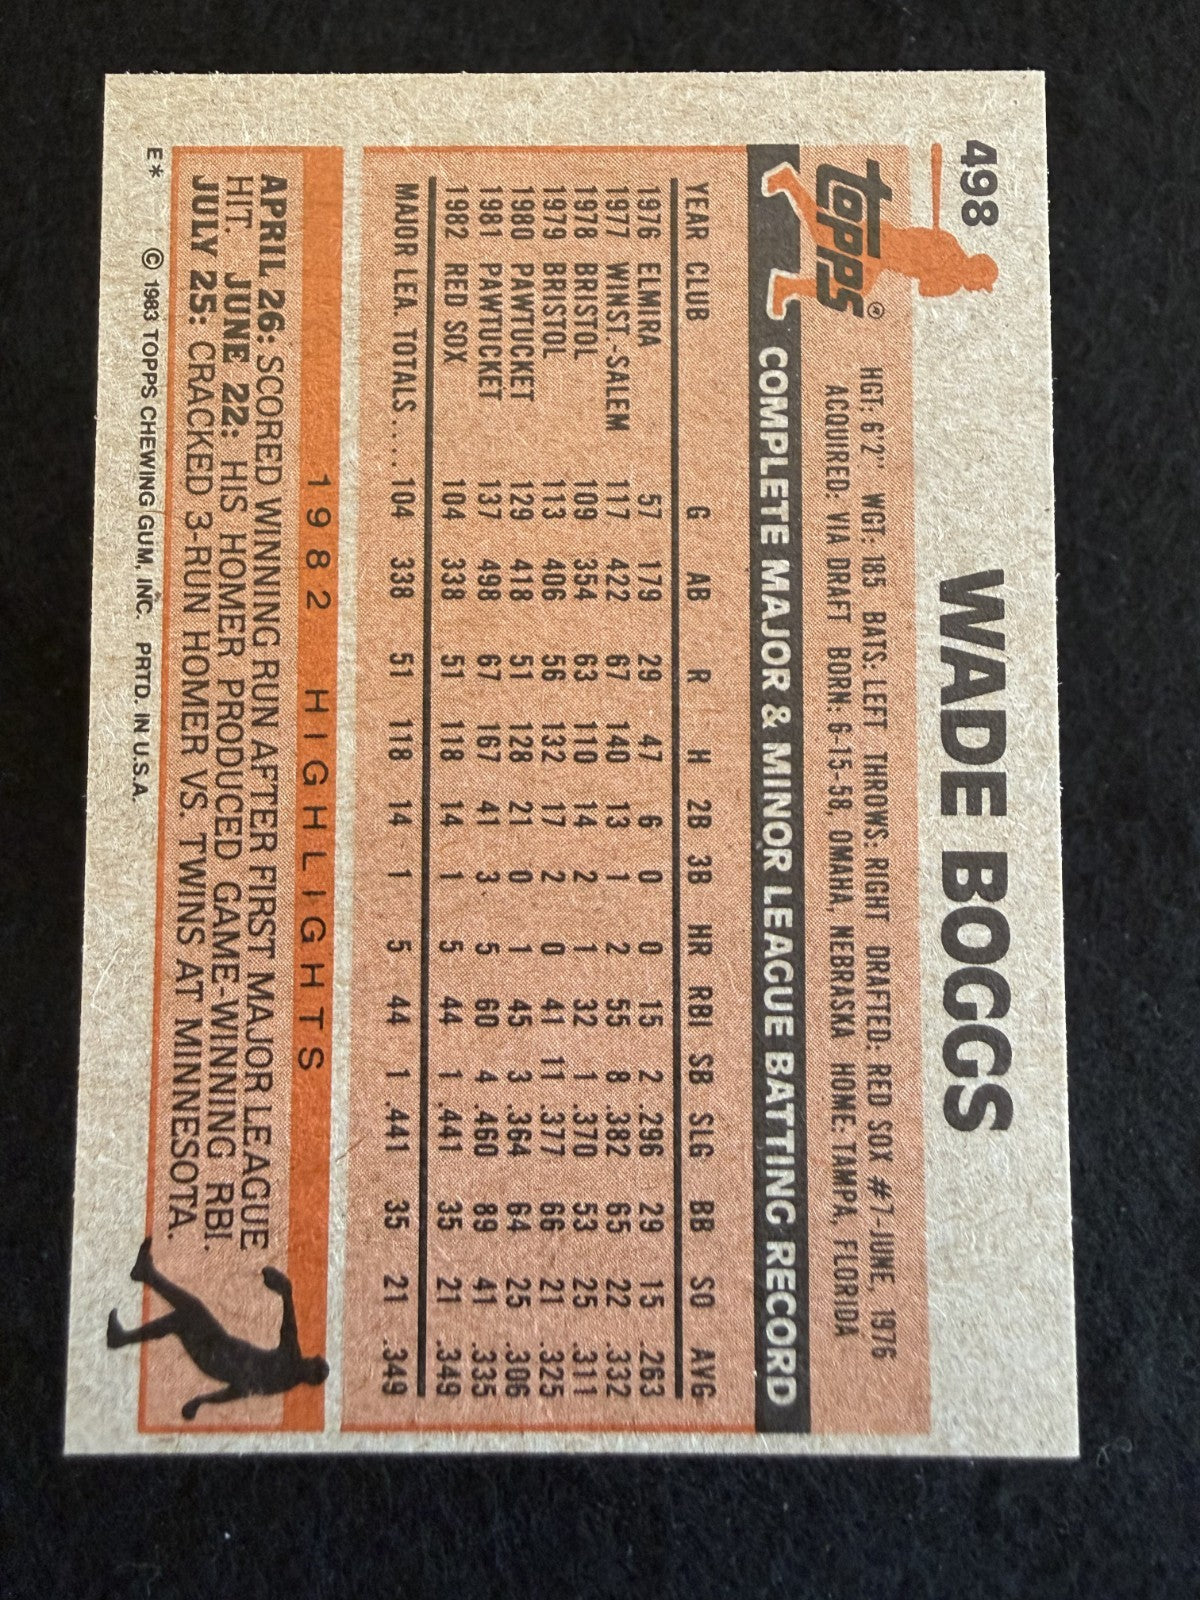 498
WADE BOGGS
topps®
HGT: 6'2" WGT: 185 BATS: LEFT THROWS: RIGHT DRAFTED: RED SOX #7-JUNE, 1976
ACQUIRED: VIA DRAFT BORN: 6-15-58, OMAHA, NEBRASKA HOME: TAMPA, FLORIDA
COMPLETE MAJOR & MINOR LEAGUE BATTING RECORD
YEAR CLUB G AB R H 2B 3B HR RBI SB SLG BB SO AVG
1976 ELMIRA 57 179 29 47 6 0 0 15 2 .296 29 15 .263
1977 WINST.-SALEM 117 422 67 140 13 1 2 55 8 .382 65 22 .332
1978 BRISTOL 109 354 63 110 14 2 1 32 1 .370 53 25 .311
1979 BRISTOL 113 406 56 132 17 2 0 41 11 .377 66 21 .325
1980 PAWTUCKET 129 418 51 128 21 0 1 45 3 .364 64 25 .306
1981 PAWTUCKET 137 498 67 167 41 3 5 60 4 .460 89 41 .335
1982 RED SOX 104 338 51 118 14 1 5 44 1 .441 35 21 .349
MAJOR LEA. TOTALS.....104 338 51 118 14 1 5 44 1 .441 35 21 .349
1982 HIGHLIGHTS
APRIL 26: SCORED WINNING RUN AFTER FIRST MAJOR LEAGUE
HIT. JUNE 22: HIS HOMER PRODUCED GAME-WINNING RBI.
JULY 25: CRACKED 3-RUN HOMER VS. TWINS AT MINNESOTA.
E* © 1983 TOPPS CHEWING GUM, INC. PRTD. IN U.S.A.